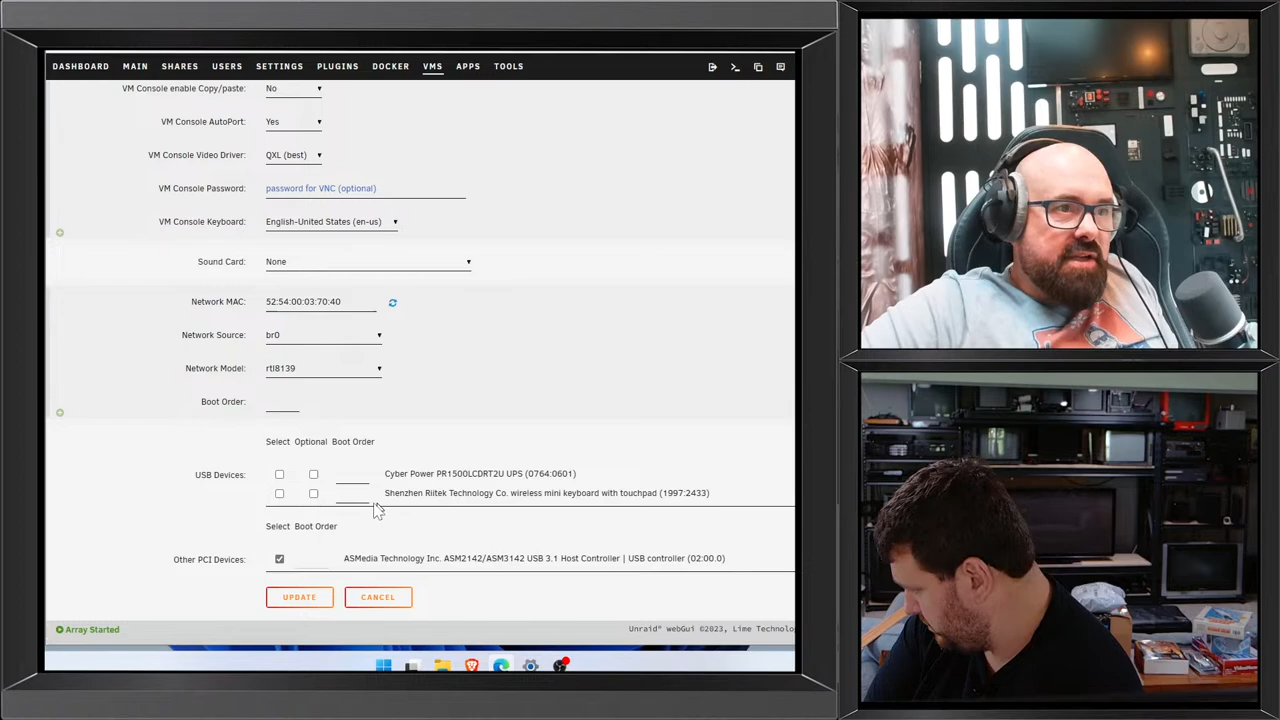 DASHBOARD MAIN SHARES USERS SETTINGS PLUGINS DOCKER VMS APPS TOOLS
VM Console enable Copy/paste: No
VM Console AutoPort: Yes
VM Console Video Driver: QXL (best)
VM Console Password: password for VNC (optional)
VM Console Keyboard: English-United States (en-us)
Sound Card: None
Network MAC: 52:54:00:03:70:40
Network Source: br0
Network Model: rtl8139
Boot Order:
Select Optional Boot Order
USB Devices: Cyber Power PR1500LCDRT2U UPS (0764:0601)
Shenzhen Riitek Technology Co. wireless mini keyboard with touchpad (1997:2433)
Select Boot Order
Other PCI Devices: ASMedia Technology Inc. ASM2142/ASM3142 USB 3.1 Host Controller | USB controller (02:00.0)
UPDATE CANCEL
Array Started Unraid® webGui ©2023, Lime Technolo